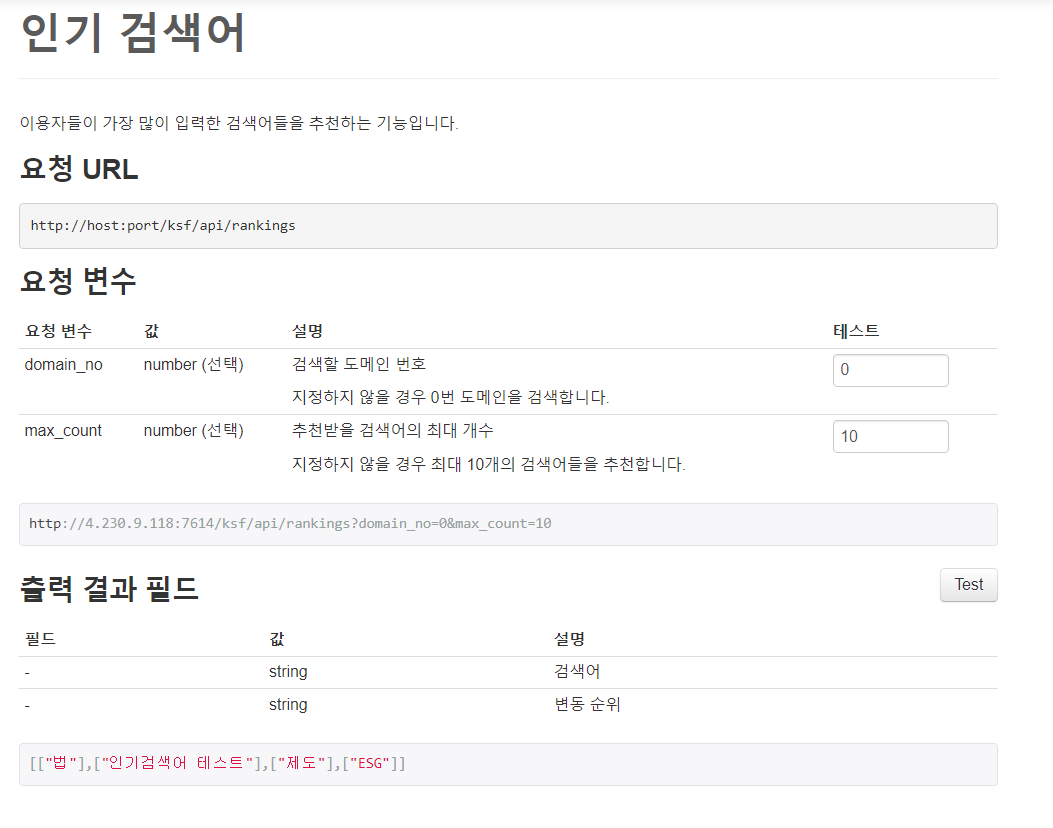 인기 검색어
이용자들이 가장 많이 입력한 검색어들을 추천하는 기능입니다.
요청 URL
http://host:port/ksf/api/rankings
요청 변수
요청 변수 값 설명 테스트
domain_no number (선택) 검색할 도메인 번호 0
지정하지 않을 경우 0번 도메인을 검색합니다.
max_count number (선택) 추천받을 검색어의 최대 개수 10
지정하지 않을 경우 최대 10개의 검색어들을 추천합니다.
http://4.230.9.118:7614/ksf/api/rankings?domain_no=0&max_count=10
출력 결과 필드 Test
필드 값 설명
- string 검색어
- string 변동 순위
[["법"],["인기검색어 테스트"],["제도"],["ESG"]]